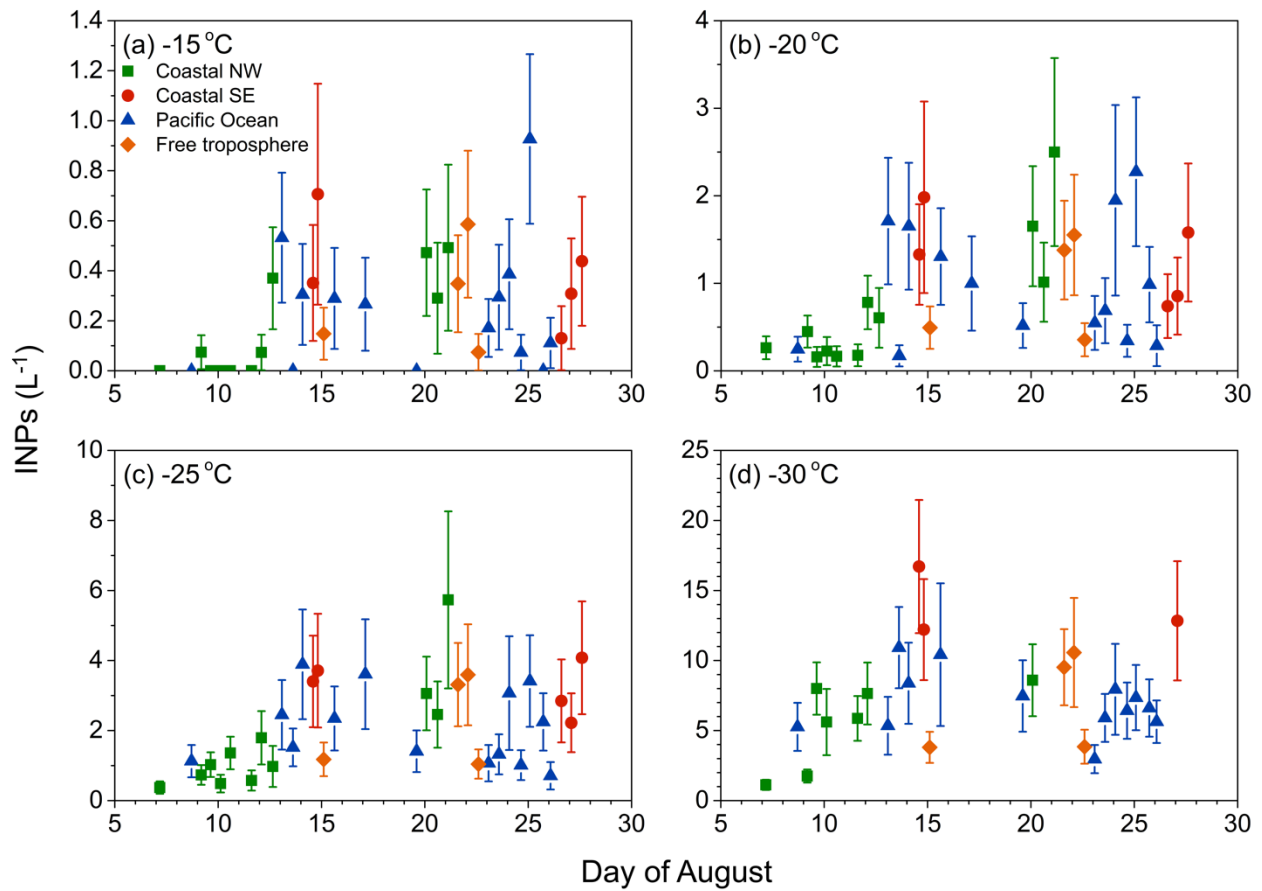 (a) -15 °C
Coastal NW
Coastal SE
Pacific Ocean
Free troposphere
1.4
1.2
1.0
0.8
0.6
0.4
0.2
0.0
5 10 15 20 25 30
(b) -20 °C
4
3
2
1
0
5 10 15 20 25 30
INPs (L⁻¹)
(c) -25 °C
10
8
6
4
2
0
5 10 15 20 25 30
(d) -30 °C
25
20
15
10
5
0
5 10 15 20 25 30
Day of August